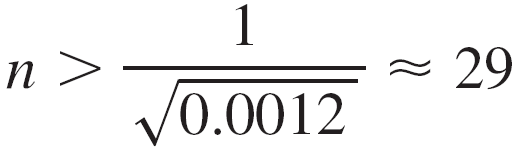 n > 1/√0.0012 ≈ 29